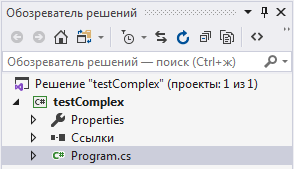 Обозреватель решений
Обозреватель решений — поиск (Ctrl+ж)
Решение "testComplex" (проекты: 1 из 1)
C# testComplex
Properties
Ссылки
C# Program.cs